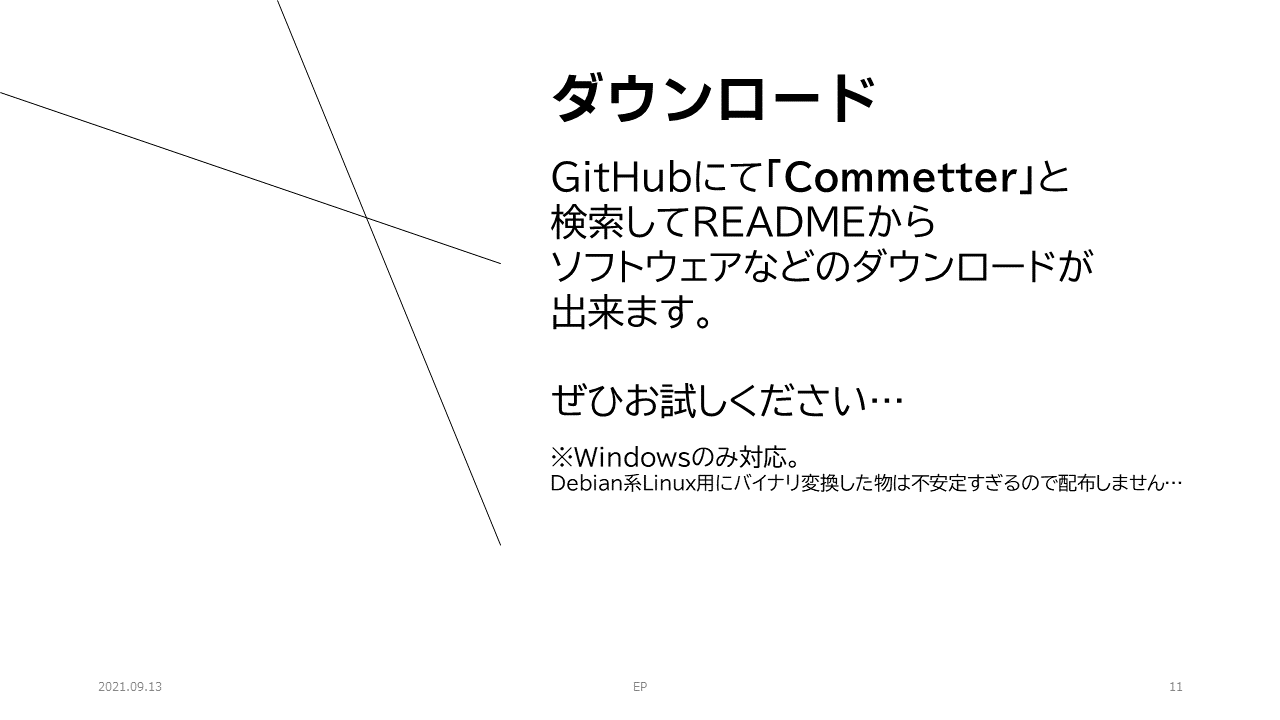 ダウンロード
GitHubにて「Commetter」と
検索してREADMEから
ソフトウェアなどのダウンロードが
出来ます。
ぜひお試しください…
※Windowsのみ対応。
Debian系Linux用にバイナリ変換した物は不安定すぎるので配布しません…
2021.09.13
EP
11